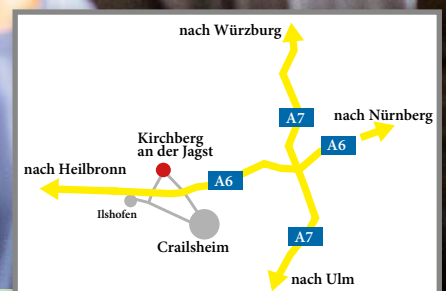 nach Würzburg
A7
nach Nürnberg
A6
Kirchberg
an der Jagst
nach Heilbronn
A6
Ilshofen
Crailsheim
A7
nach Ulm